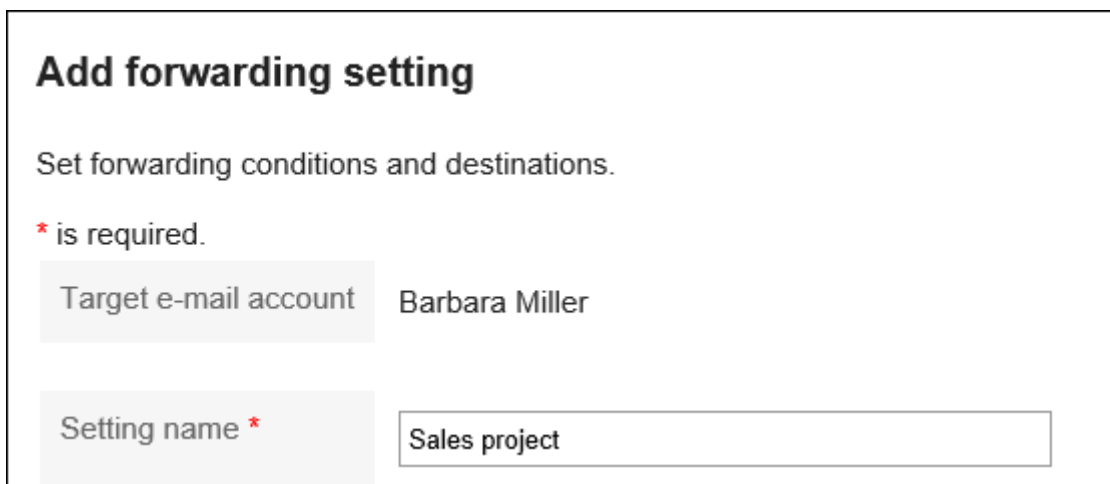 Add forwarding setting
Set forwarding conditions and destinations.
* is required.
Target e-mail account Barbara Miller
Setting name * Sales project